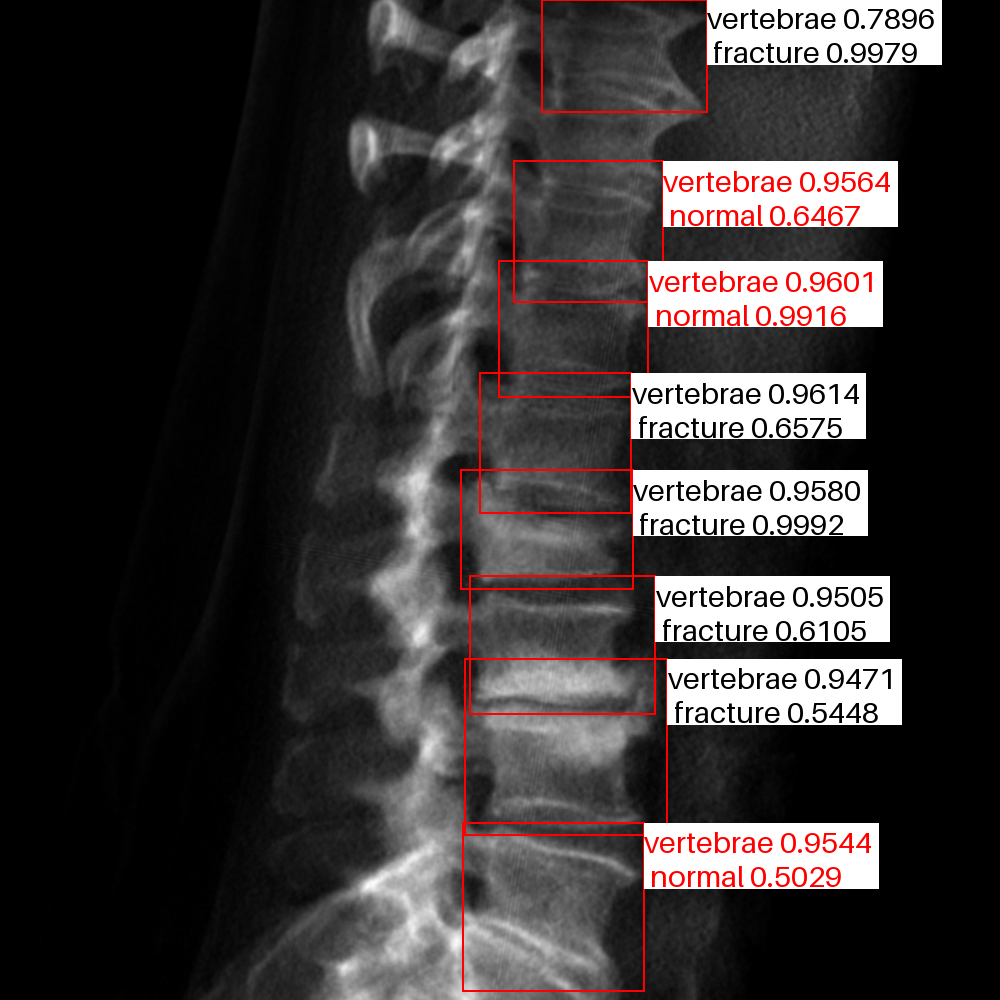 vertebrae 0.7896
fracture 0.9979
vertebrae 0.9564
normal 0.6467
vertebrae 0.9601
normal 0.9916
vertebrae 0.9614
fracture 0.6575
vertebrae 0.9580
fracture 0.9992
vertebrae 0.9505
fracture 0.6105
vertebrae 0.9471
fracture 0.5448
vertebrae 0.9544
normal 0.5029